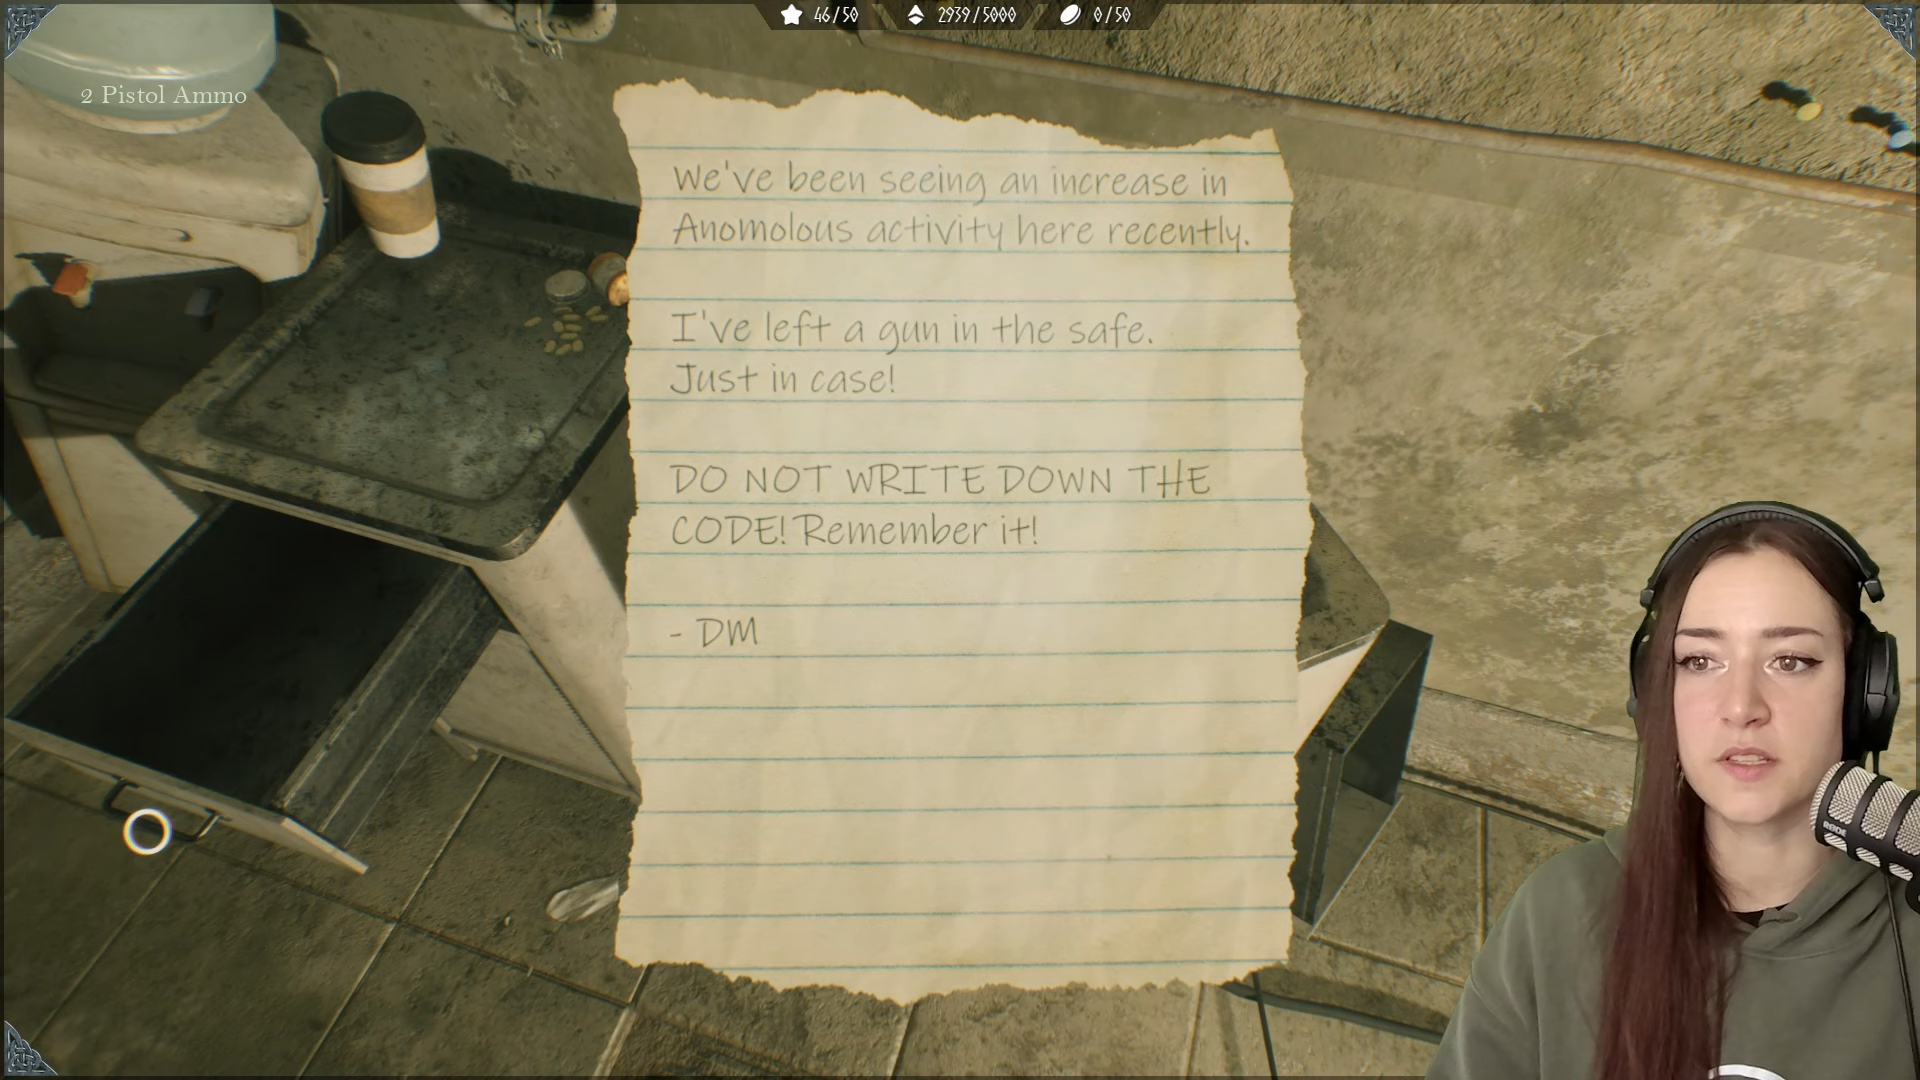 46/50 2939/5000 0/50
2 Pistol Ammo
We've been seeing an increase in
Anomolous activity here recently.
I've left a gun in the safe.
Just in case!
DO NOT WRITE DOWN THE
CODE! Remember it!
- DM
RODE